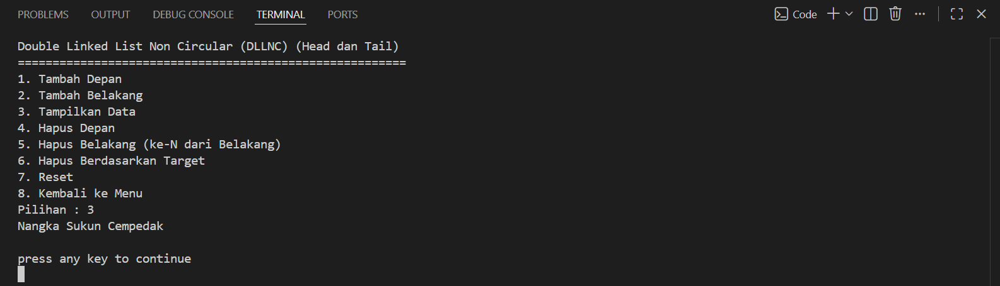 PROBLEMS OUTPUT DEBUG CONSOLE TERMINAL PORTS Code
Double Linked List Non Circular (DLLNC) (Head dan Tail)
========================================================
1. Tambah Depan
2. Tambah Belakang
3. Tampilkan Data
4. Hapus Depan
5. Hapus Belakang (ke-N dari Belakang)
6. Hapus Berdasarkan Target
7. Reset
8. Kembali ke Menu
Pilihan : 3
Nangka Sukun Cempedak
press any key to continue